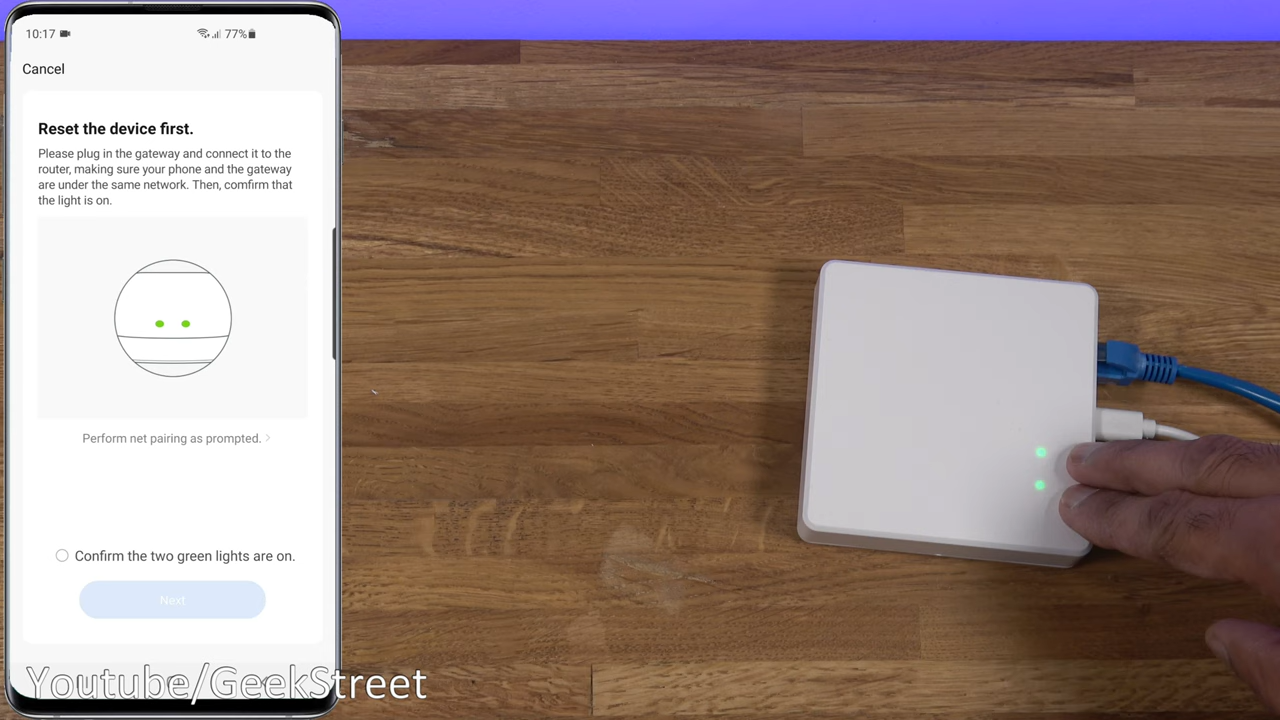 10:17
77%
Cancel
Reset the device first.
Please plug in the gateway and connect it to the
router, making sure your phone and the gateway
are under the same network. Then, comfirm that
the light is on.
Perform net pairing as prompted. >
Confirm the two green lights are on.
Next
Youtube/GeekStreet